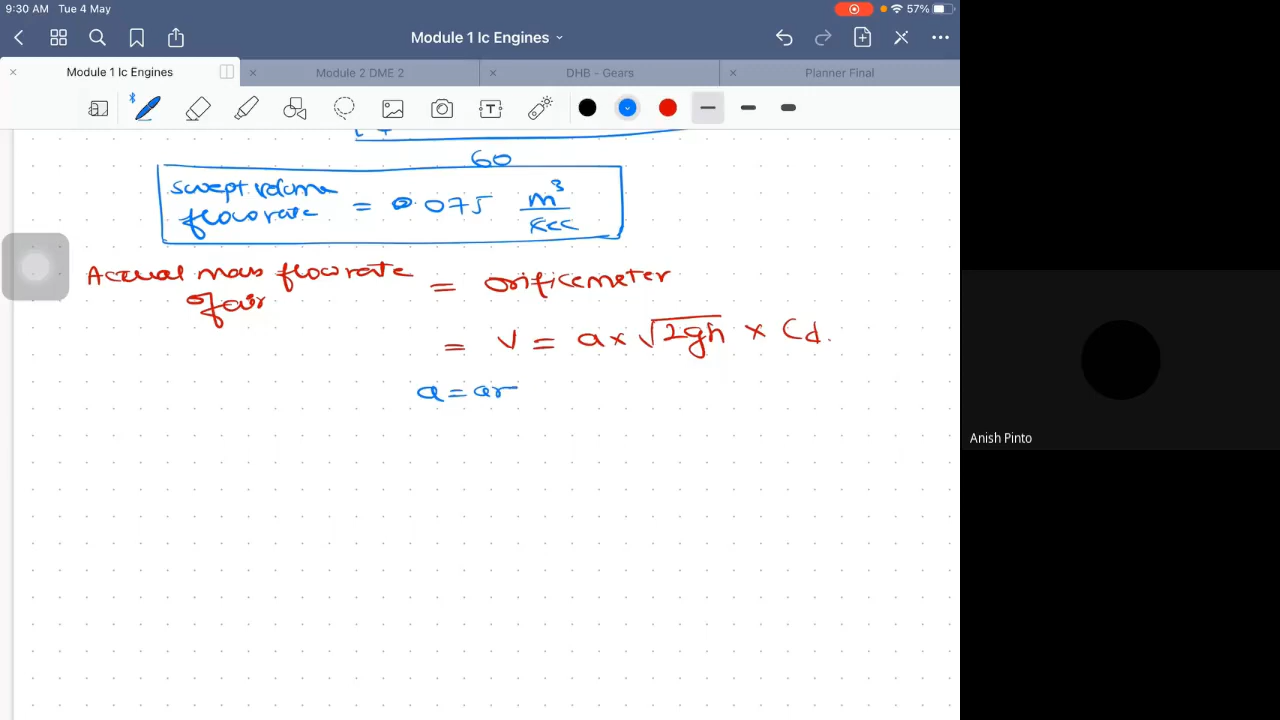 9:30 AM Tue 4 May
57%
Module 1 Ic Engines
Module 1 Ic Engines
Module 2 DME 2
DHB - Gears
Planner Final
60
swept volume flow rate = 0.075 m³/sec
Actual mass flow rate of air = orificemeter
= V = a x √2gh x Cd.
a = ar
Anish Pinto